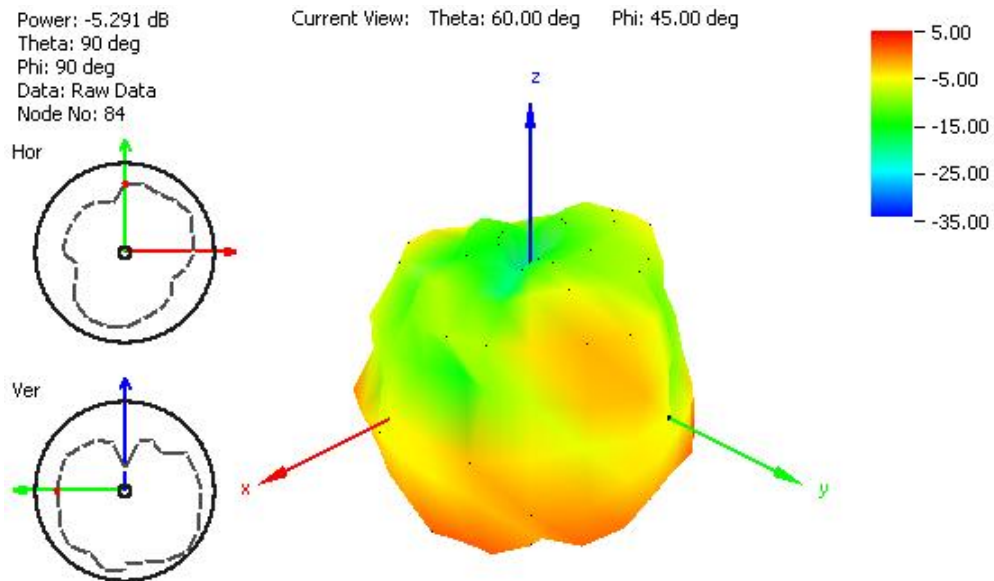 Power: -5.291 dB
Theta: 90 deg
Phi: 90 deg
Data: Raw Data
Node No: 84
Current View: Theta: 60.00 deg Phi: 45.00 deg
Hor
Ver
z
x
y
5.00
-5.00
-15.00
-25.00
-35.00